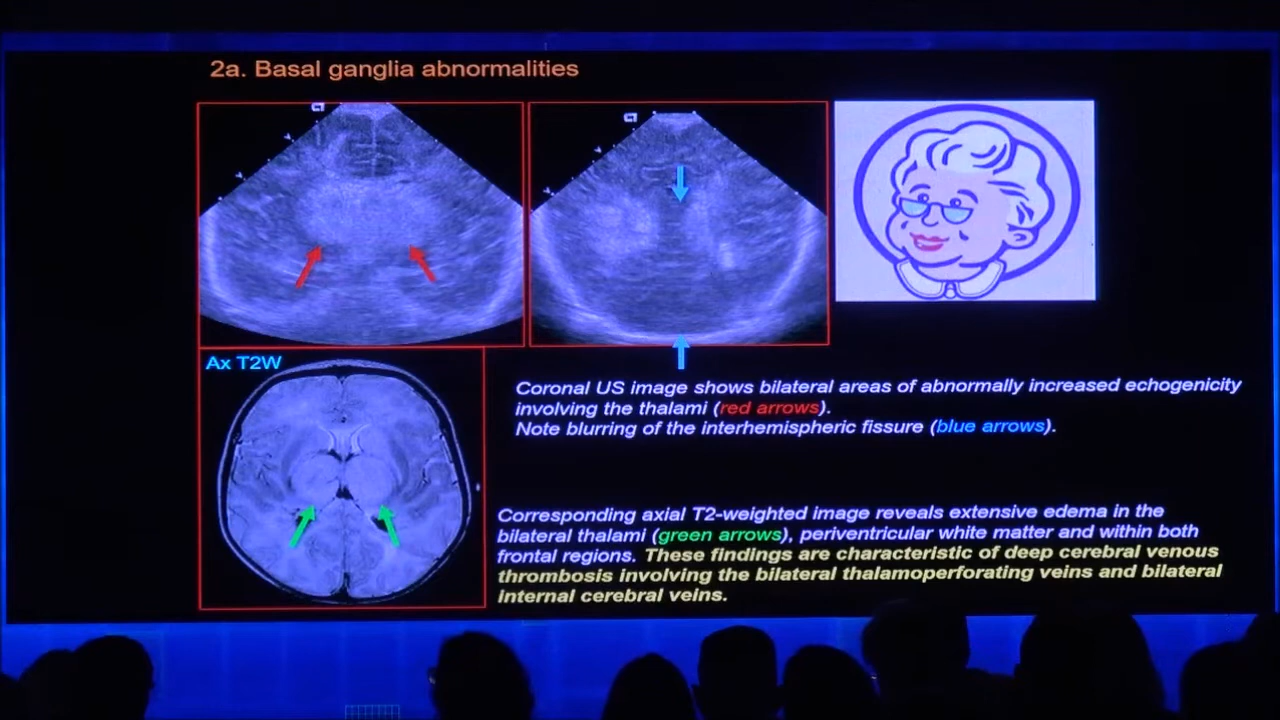 2a. Basal ganglia abnormalities
Ax T2W
Coronal US image shows bilateral areas of abnormally increased echogenicity
involving the thalami (red arrows).
Note blurring of the interhemispheric fissure (blue arrows).
Corresponding axial T2-weighted image reveals extensive edema in the
bilateral thalami (green arrows), periventricular white matter and within both
frontal regions. These findings are characteristic of deep cerebral venous
thrombosis involving the bilateral thalamoperforating veins and bilateral
internal cerebral veins.